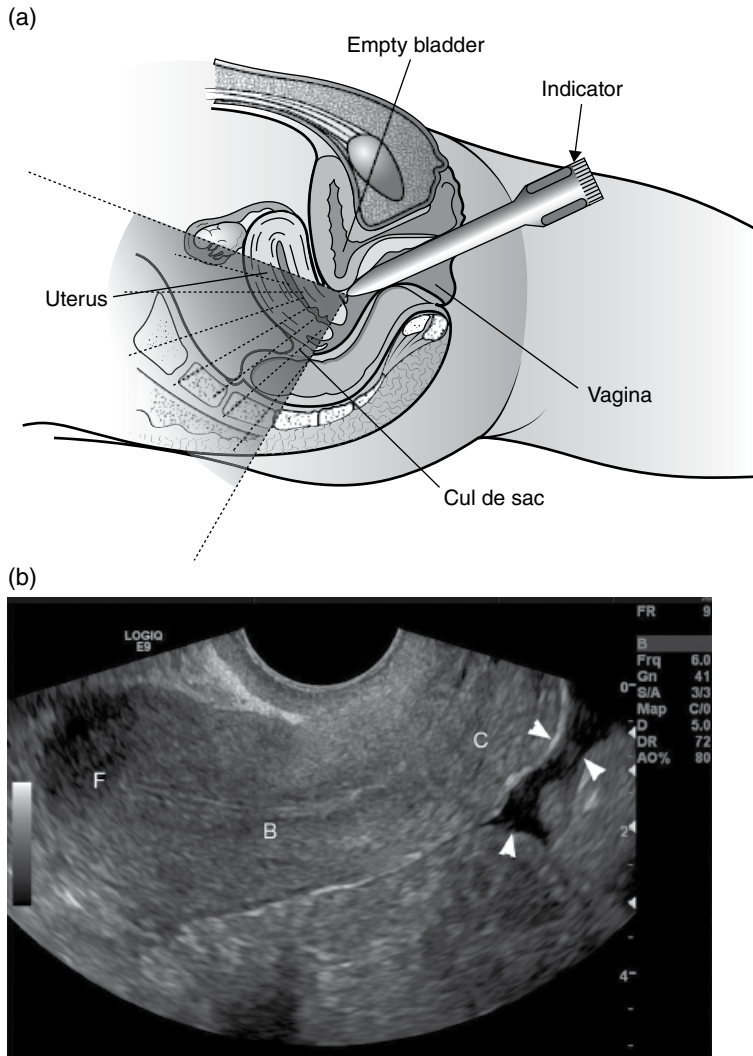 (a)
Empty bladder
Indicator
Uterus
Vagina
Cul de sac
(b)
LOGIQ
E9
FR 9
B
Frq 6.0
Gn 41
S/A 3/3
Map C/0
D 5.0
DR 72
AO% 80
0
C
F
B
2
4